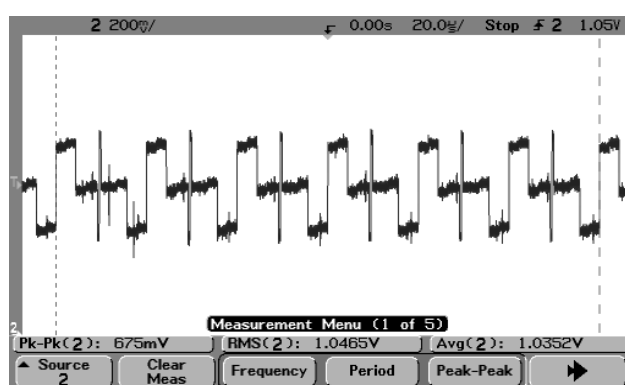 2 200mV/ 0.00s 20.0㎲/ Stop 2 1.05V
T
2
Measurement Menu (1 of 5)
Pk-Pk(2): 675mV RMS(2): 1.0465V Avg(2): 1.0352V
Source 2 Clear Meas Frequency Period Peak-Peak